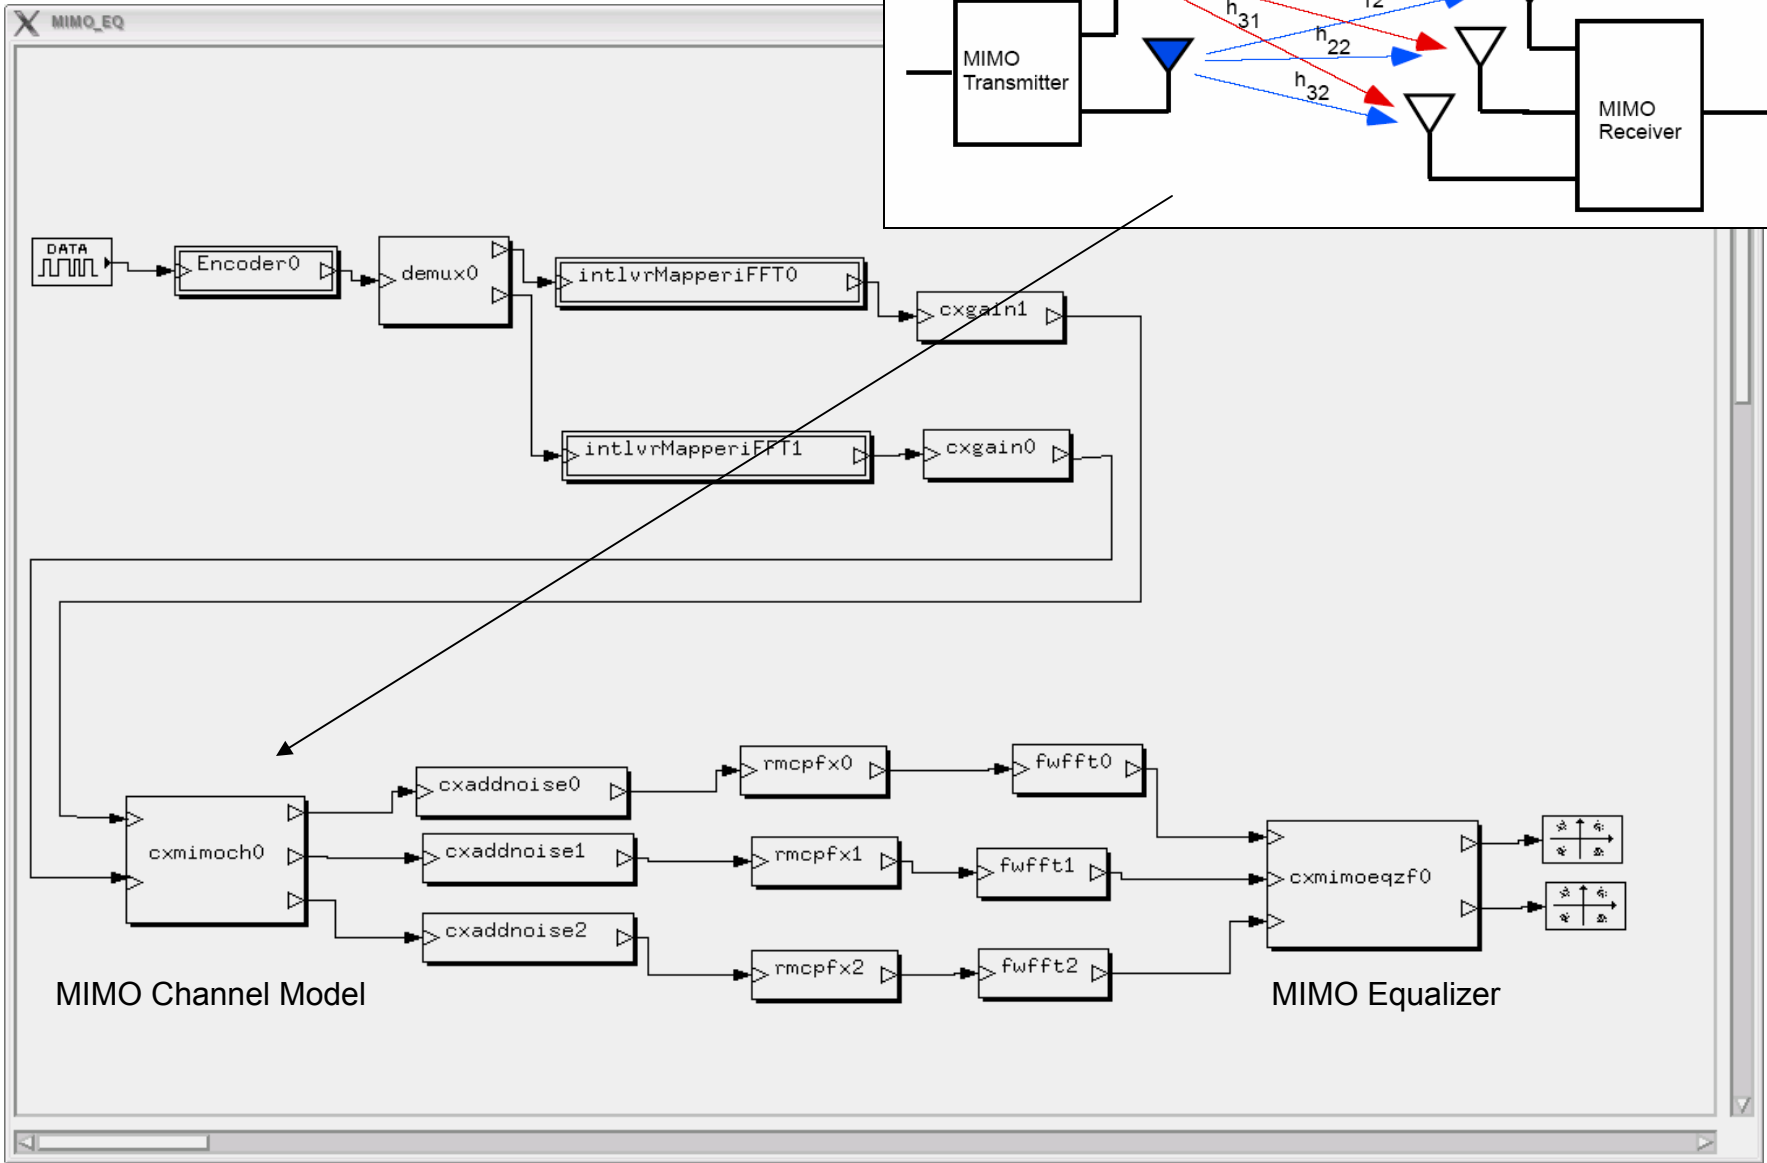 MIMO_EQ
h31
h22
h32
MIMO
Transmitter
MIMO
Receiver
DATA
Encoder0
demux0
intlvrMapperiFFT0
cxgain1
intlvrMapperiFFT1
cxgain0
cxmimoch0
cxaddnoise0
cxaddnoise1
cxaddnoise2
rmcpfx0
rmcpfx1
rmcpfx2
fwfft0
fwfft1
fwfft2
cxmimoeqzf0
MIMO Channel Model
MIMO Equalizer